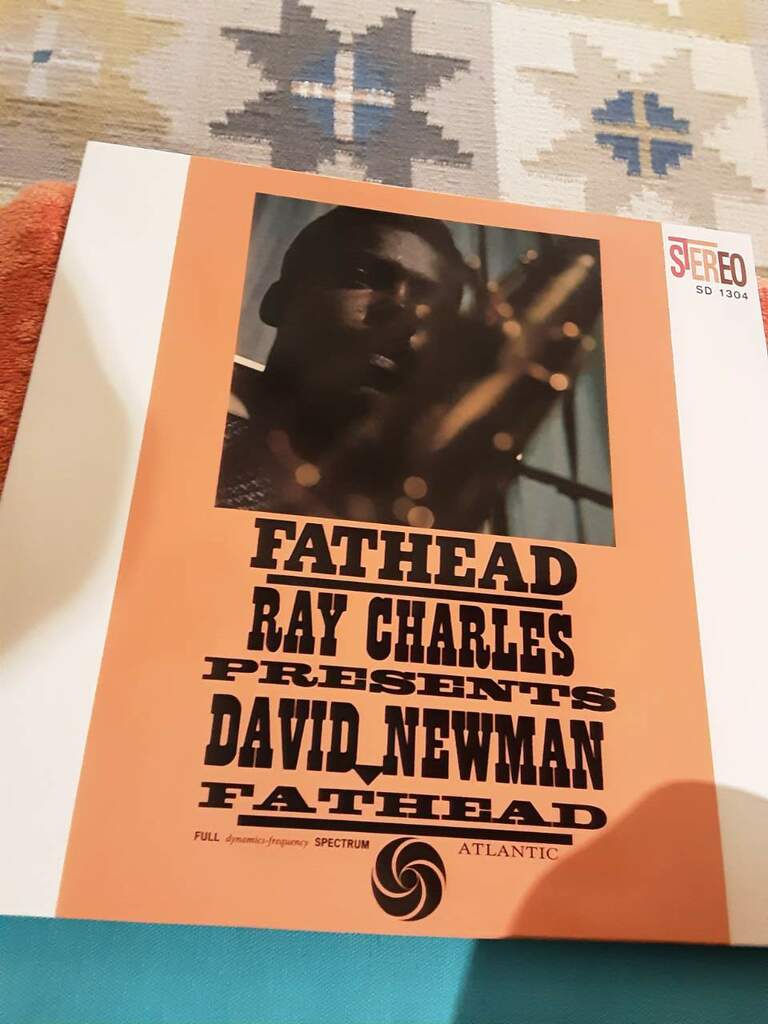 STEREO
SD 1304
FATHEAD
RAY CHARLES
PRESENTS
DAVID NEWMAN
FATHEAD
FULL dynamics-frequency SPECTRUM
ATLANTIC